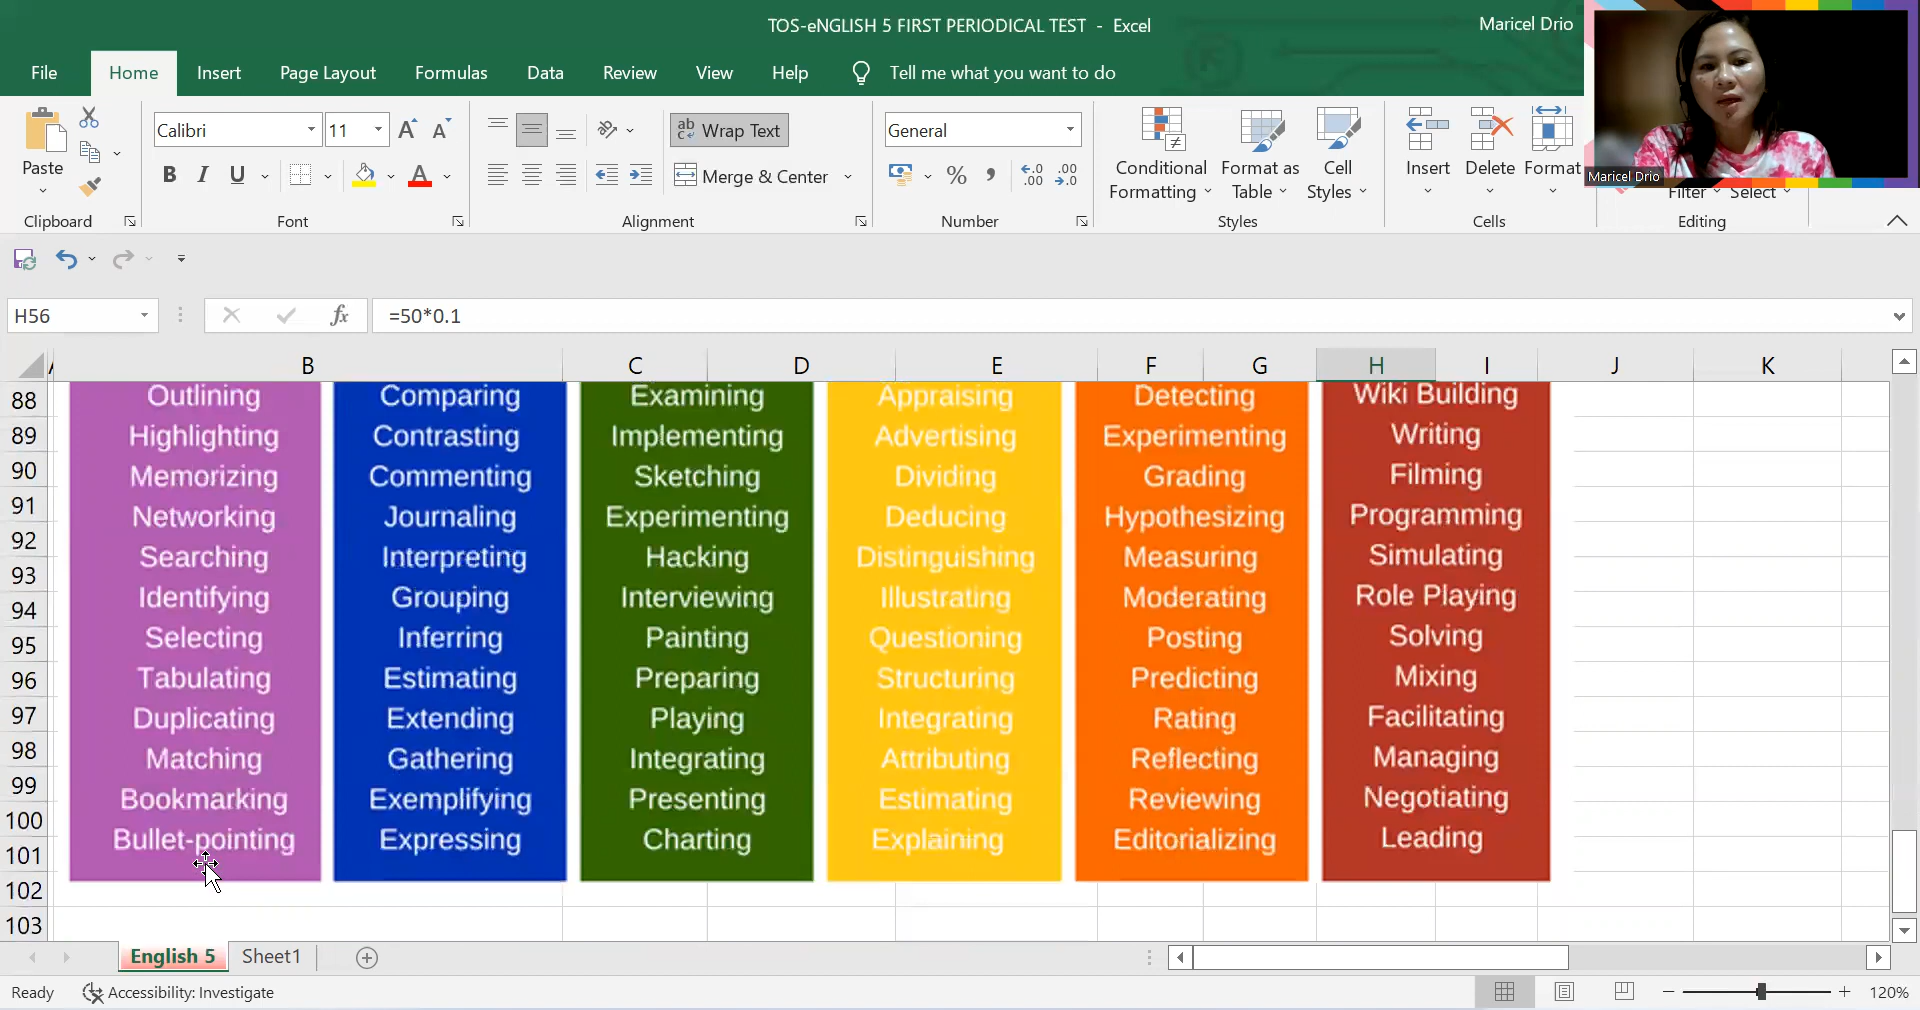 TOS-eNGLISH 5 FIRST PERIODICAL TEST - Excel
Maricel Drio
File Home Insert Page Layout Formulas Data Review View Help Tell me what you want to do
Calibri 11 ab c Wrap Text General
Paste B I U Merge & Center % , .00 .0 Conditional Formatting Format as Table Cell Styles Insert Delete Format
Maricel Drio
Filter Select
Clipboard Font Alignment Number Styles Cells Editing
H56 fx =50*0.1
A B C D E F G H I J K
88 Outlining Comparing Examining Appraising Detecting Wiki Building
89 Highlighting Contrasting Implementing Advertising Experimenting Writing
90 Memorizing Commenting Sketching Dividing Grading Filming
91 Networking Journaling Experimenting Deducing Hypothesizing Programming
92 Searching Interpreting Hacking Distinguishing Measuring Simulating
93
94 Identifying Grouping Interviewing Illustrating Moderating Role Playing
95 Selecting Inferring Painting Questioning Posting Solving
96 Tabulating Estimating Preparing Structuring Predicting Mixing
97 Duplicating Extending Playing Integrating Rating Facilitating
98 Matching Gathering Integrating Attributing Reflecting Managing
99 Bookmarking Exemplifying Presenting Estimating Reviewing Negotiating
100
101 Bullet-pointing Expressing Charting Explaining Editorializing Leading
102
103
English 5 Sheet1
Ready Accessibility: Investigate 120%